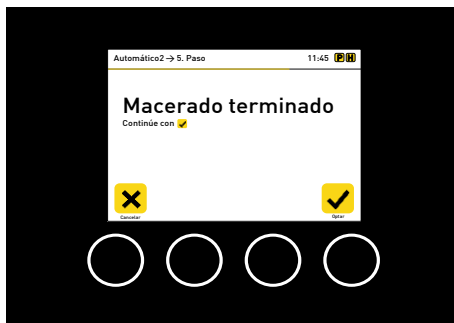 Automático2 → 5. Paso 11:45 P H
Macerado terminado
Continúe con
Cancelar Optar